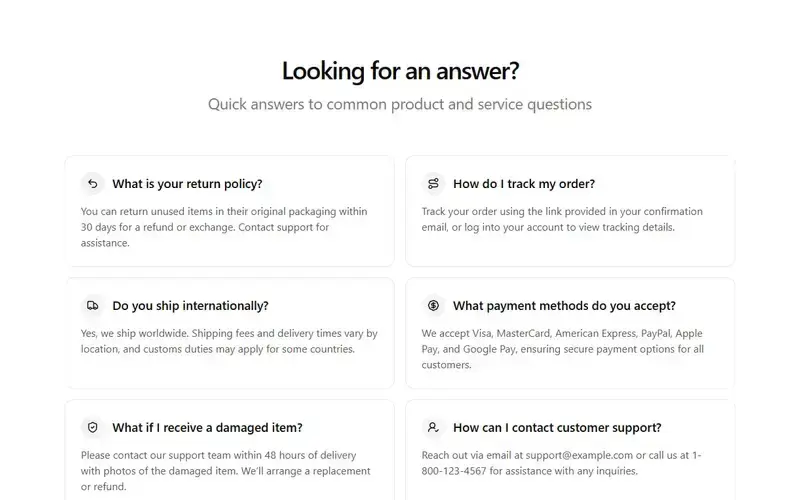 Looking for an answer?
Quick answers to common product and service questions
What is your return policy?
You can return unused items in their original packaging within
30 days for a refund or exchange. Contact support for
assistance.
How do I track my order?
Track your order using the link provided in your confirmation
email, or log into your account to view tracking details.
Do you ship internationally?
Yes, we ship worldwide. Shipping fees and delivery times vary by
location, and customs duties may apply for some countries.
What payment methods do you accept?
We accept Visa, MasterCard, American Express, PayPal, Apple
Pay, and Google Pay, ensuring secure payment options for all
customers.
What if I receive a damaged item?
Please contact our support team within 48 hours of delivery
with photos of the damaged item. We'll arrange a replacement
or refund.
How can I contact customer support?
Reach out via email at support@example.com or call us at 1-
800-123-4567 for assistance with any inquiries.